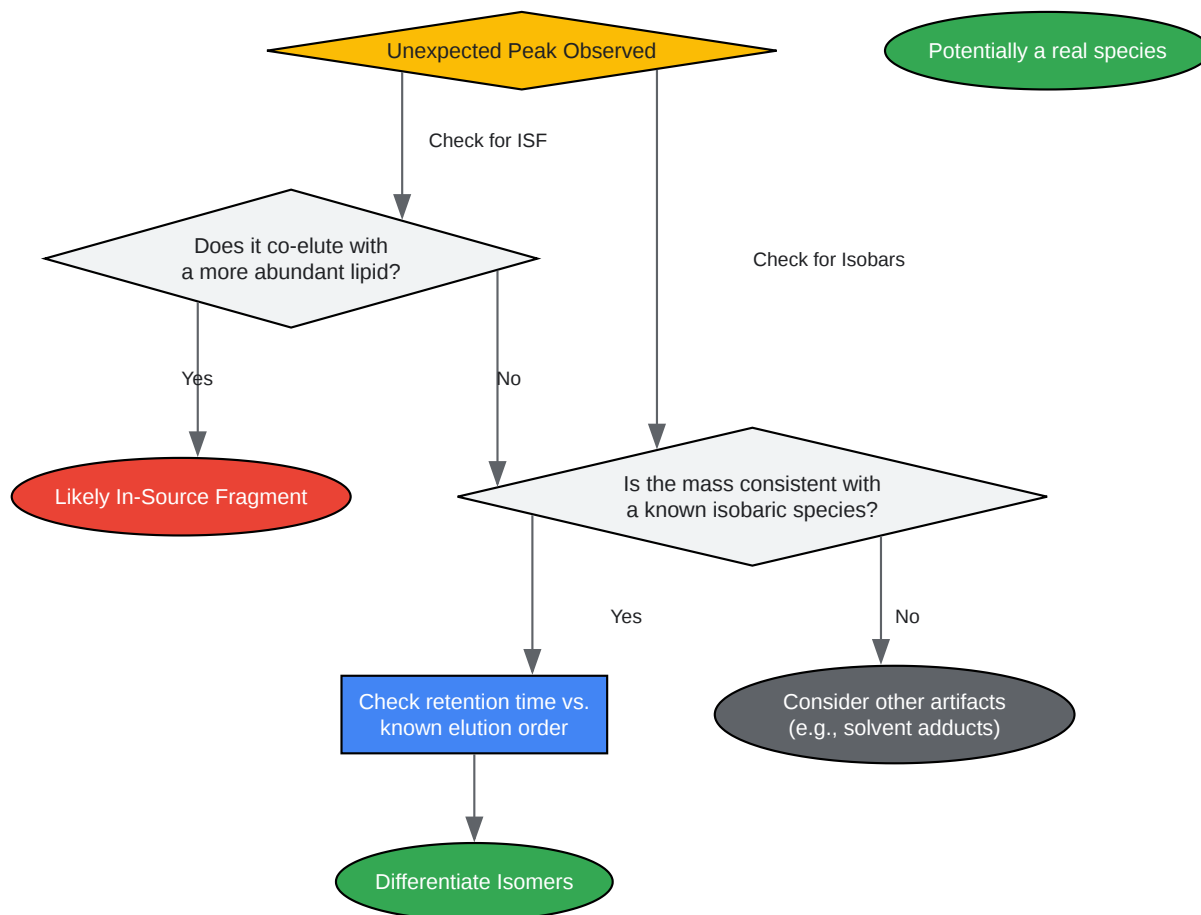 Unexpected Peak Observed
Potentially a real species
Check for ISF
Does it co-elute with
a more abundant lipid?
Check for Isobars
Yes
No
Likely In-Source Fragment
Is the mass consistent with
a known isobaric species?
Yes
No
Check retention time vs.
known elution order
Consider other artifacts
(e.g., solvent adducts)
Differentiate Isomers